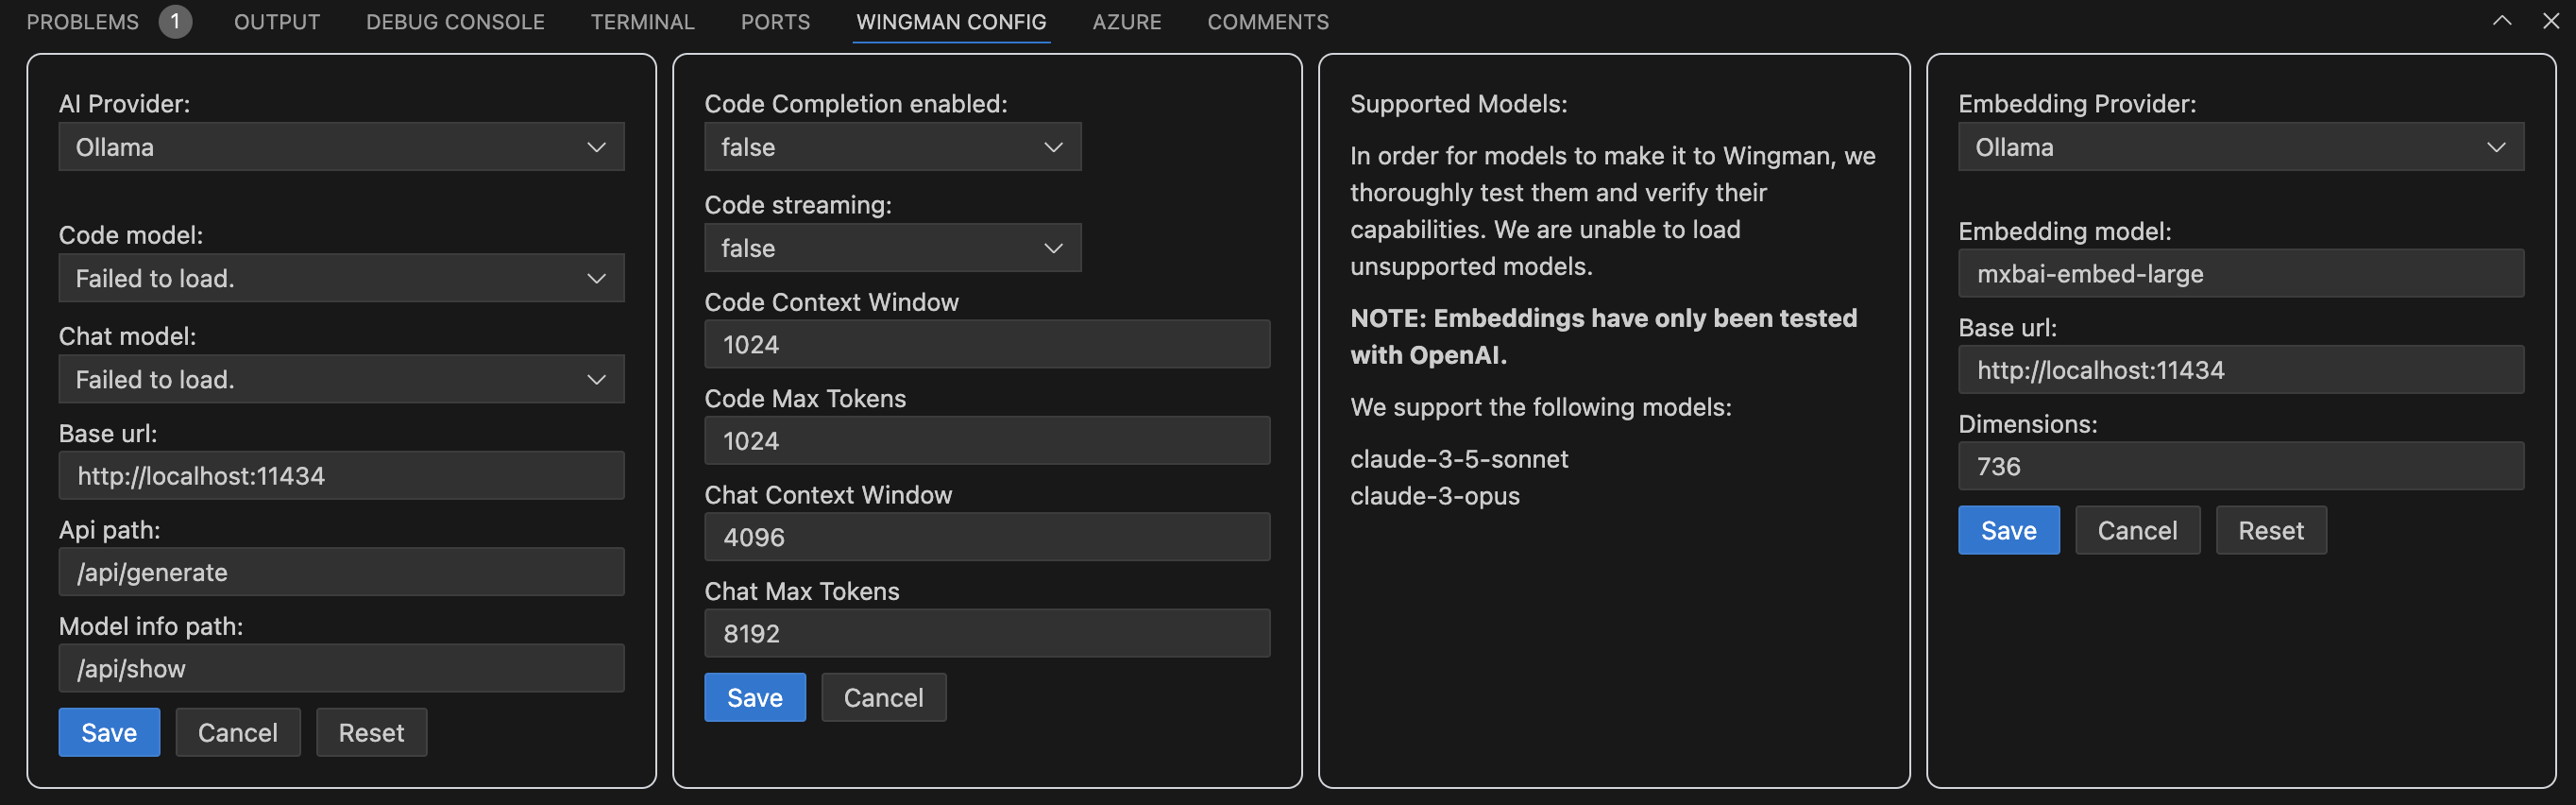 PROBLEMS 1 OUTPUT DEBUG CONSOLE TERMINAL PORTS WINGMAN CONFIG AZURE COMMENTS
AI Provider:
Ollama
Code model:
Failed to load.
Chat model:
Failed to load.
Base url:
http://localhost:11434
Api path:
/api/generate
Model info path:
/api/show
Save Cancel Reset
Code Completion enabled:
false
Code streaming:
false
Code Context Window
1024
Code Max Tokens
1024
Chat Context Window
4096
Chat Max Tokens
8192
Save Cancel
Supported Models:
In order for models to make it to Wingman, we
thoroughly test them and verify their
capabilities. We are unable to load
unsupported models.
NOTE: Embeddings have only been tested
with OpenAI.
We support the following models:
claude-3-5-sonnet
claude-3-opus
Embedding Provider:
Ollama
Embedding model:
mxbai-embed-large
Base url:
http://localhost:11434
Dimensions:
736
Save Cancel Reset